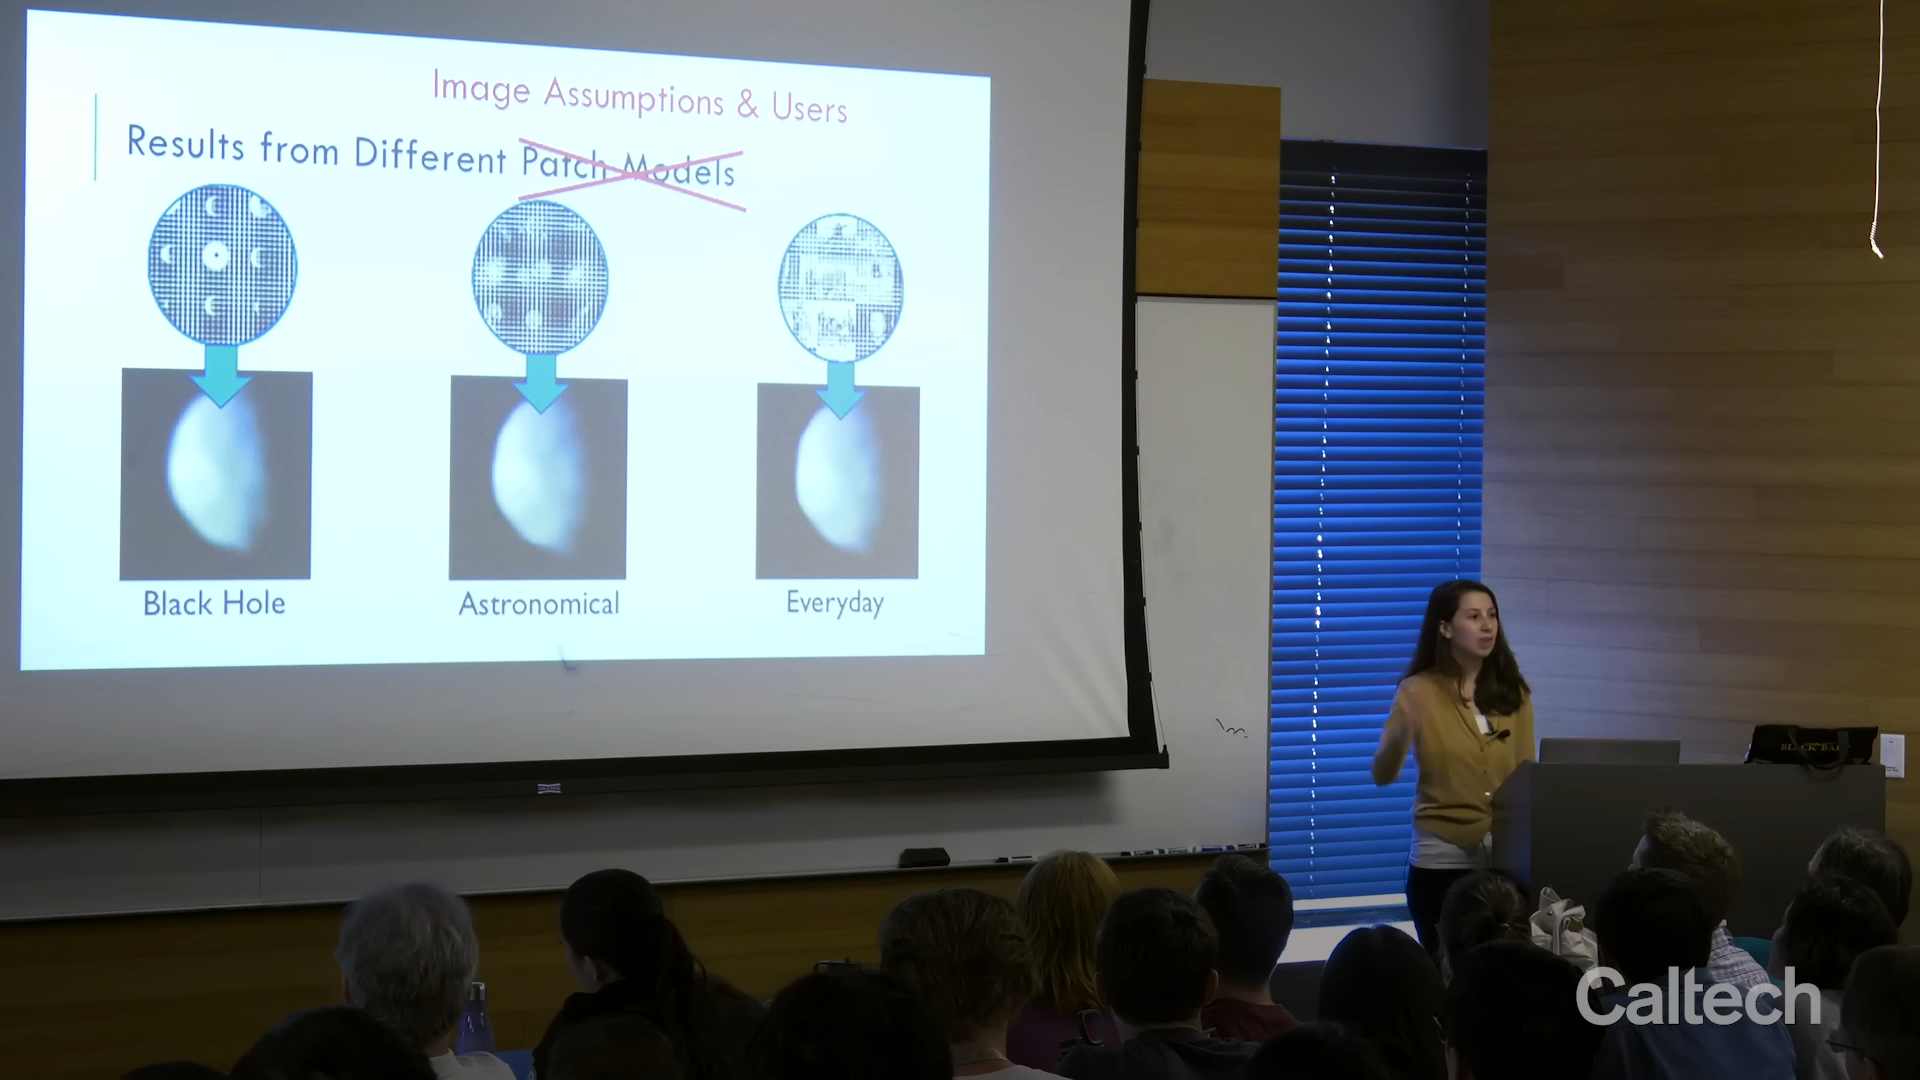 Image Assumptions & Users
Results from Different Patch Models
Black Hole
Astronomical
Everyday
Caltech